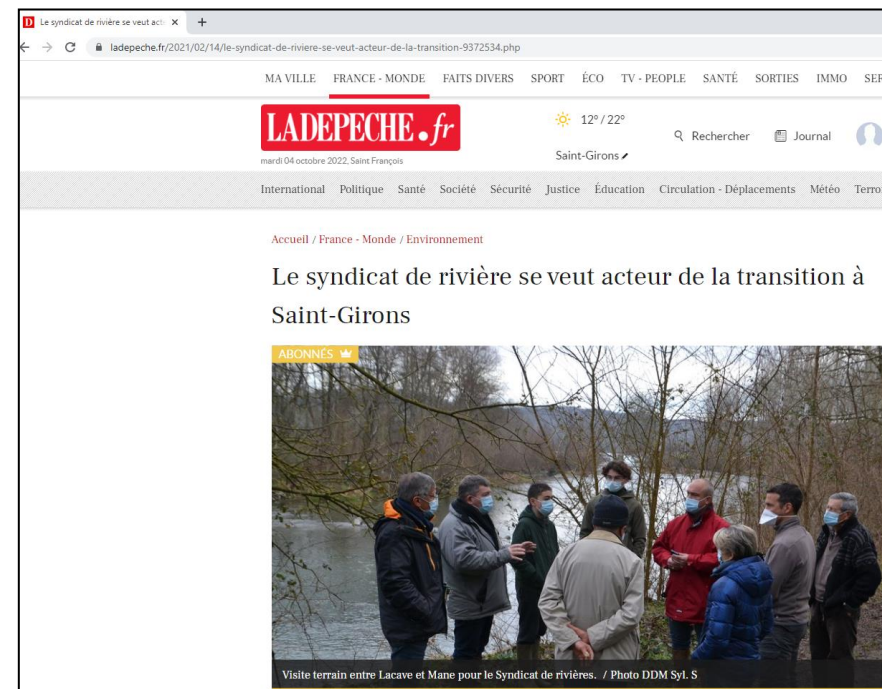 D Le syndicat de rivière se veut act
ladepeche.fr/2021/02/14/le-syndicat-de-riviere-se-veut-acteur-de-la-transition-9372534.php
MA VILLE FRANCE - MONDE FAITS DIVERS SPORT ÉCO TV - PEOPLE SANTÉ SORTIES IMMO
LADEPECHE.fr
12° / 22°
Rechercher Journal
mardi 04 octobre 2022, Saint François
Saint-Girons
International Politique Santé Société Sécurité Justice Éducation Circulation - Déplacements Météo
Accueil / France - Monde / Environnement
Le syndicat de rivière se veut acteur de la transition à
Saint-Girons
ABONNÉS
Visite terrain entre Lacave et Mane pour le Syndicat de rivières. / Photo DDM Syl. S